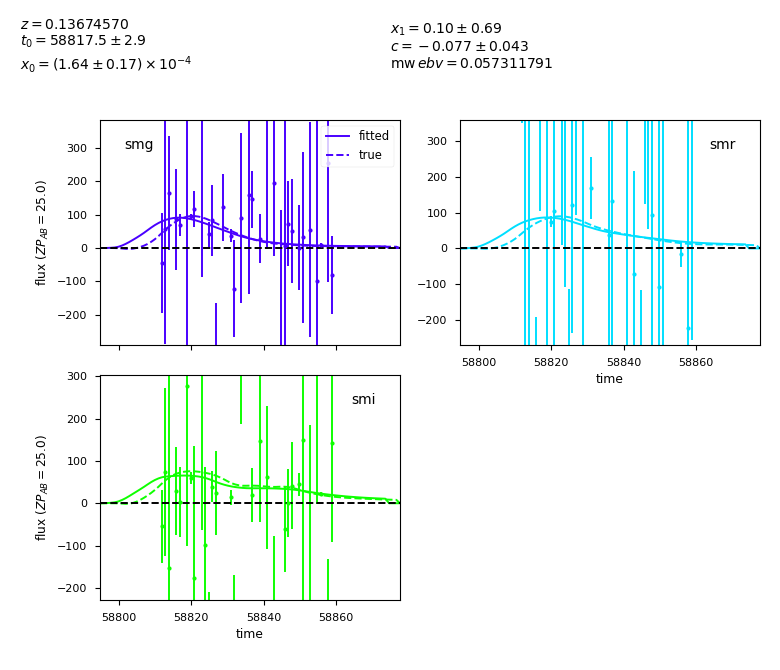 z = 0.13674570
t₀ = 58817.5 ± 2.9
x₀ = (1.64 ± 0.17) × 10⁻⁴
x₁ = 0.10 ± 0.69
c = −0.077 ± 0.043
mw ebv = 0.057311791
smg
fitted
true
300
200
100
0
−100
−200
flux (ZP_AB = 25.0)
smr
300
200
100
0
−100
−200
58800 58820 58840 58860
time
smi
300
200
100
0
−100
−200
flux (ZP_AB = 25.0)
58800 58820 58840 58860
time